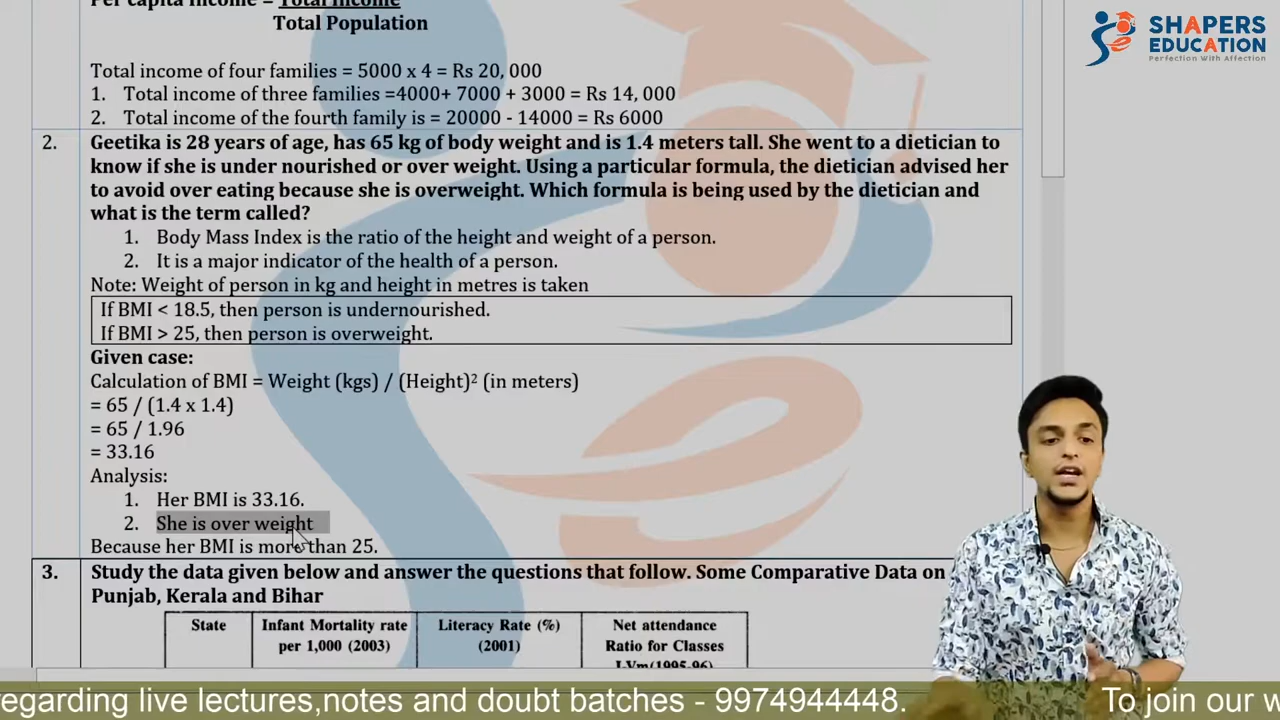 Per capita Income = Total Income
Total Population
SHAPERS
EDUCATION
Perfection With Affection
Total income of four families = 5000 x 4 = Rs 20, 000
1. Total income of three families =4000+ 7000 + 3000 = Rs 14, 000
2. Total income of the fourth family is = 20000 - 14000 = Rs 6000
2. Geetika is 28 years of age, has 65 kg of body weight and is 1.4 meters tall. She went to a dietician to
know if she is under nourished or over weight. Using a particular formula, the dietician advised her
to avoid over eating because she is overweight. Which formula is being used by the dietician and
what is the term called?
1. Body Mass Index is the ratio of the height and weight of a person.
2. It is a major indicator of the health of a person.
Note: Weight of person in kg and height in metres is taken
If BMI < 18.5, then person is undernourished.
If BMI > 25, then person is overweight.
Given case:
Calculation of BMI = Weight (kgs) / (Height)² (in meters)
= 65 / (1.4 x 1.4)
= 65 / 1.96
= 33.16
Analysis:
1. Her BMI is 33.16.
2. She is over weight
Because her BMI is more than 25.
3. Study the data given below and answer the questions that follow. Some Comparative Data on
Punjab, Kerala and Bihar
State Infant Mortality rate Literacy Rate (%) Net attendance
per 1,000 (2003) (2001) Ratio for Classes
regarding live lectures,notes and doubt batches - 9974944448. To join our w